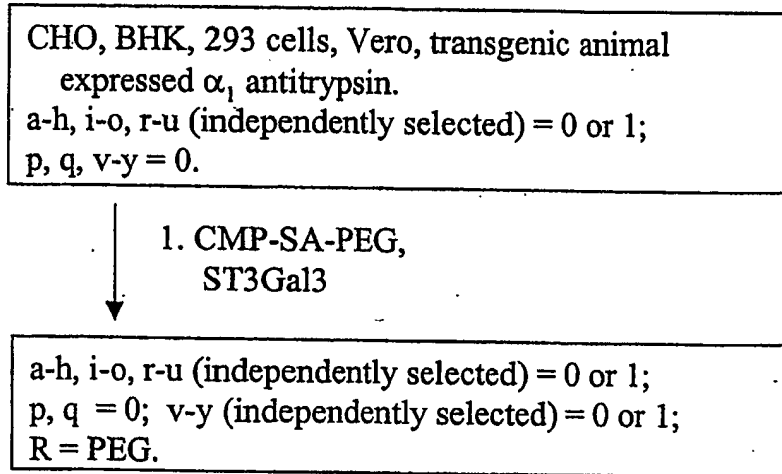 CHO, BHK, 293 cells, Vero, transgenic animal
expressed α₁ antitrypsin.
a-h, i-o, r-u (independently selected) = 0 or 1;
p, q, v-y = 0.
1. CMP-SA-PEG,
ST3Gal3
a-h, i-o, r-u (independently selected) = 0 or 1;
p, q = 0; v-y (independently selected) = 0 or 1;
R = PEG.